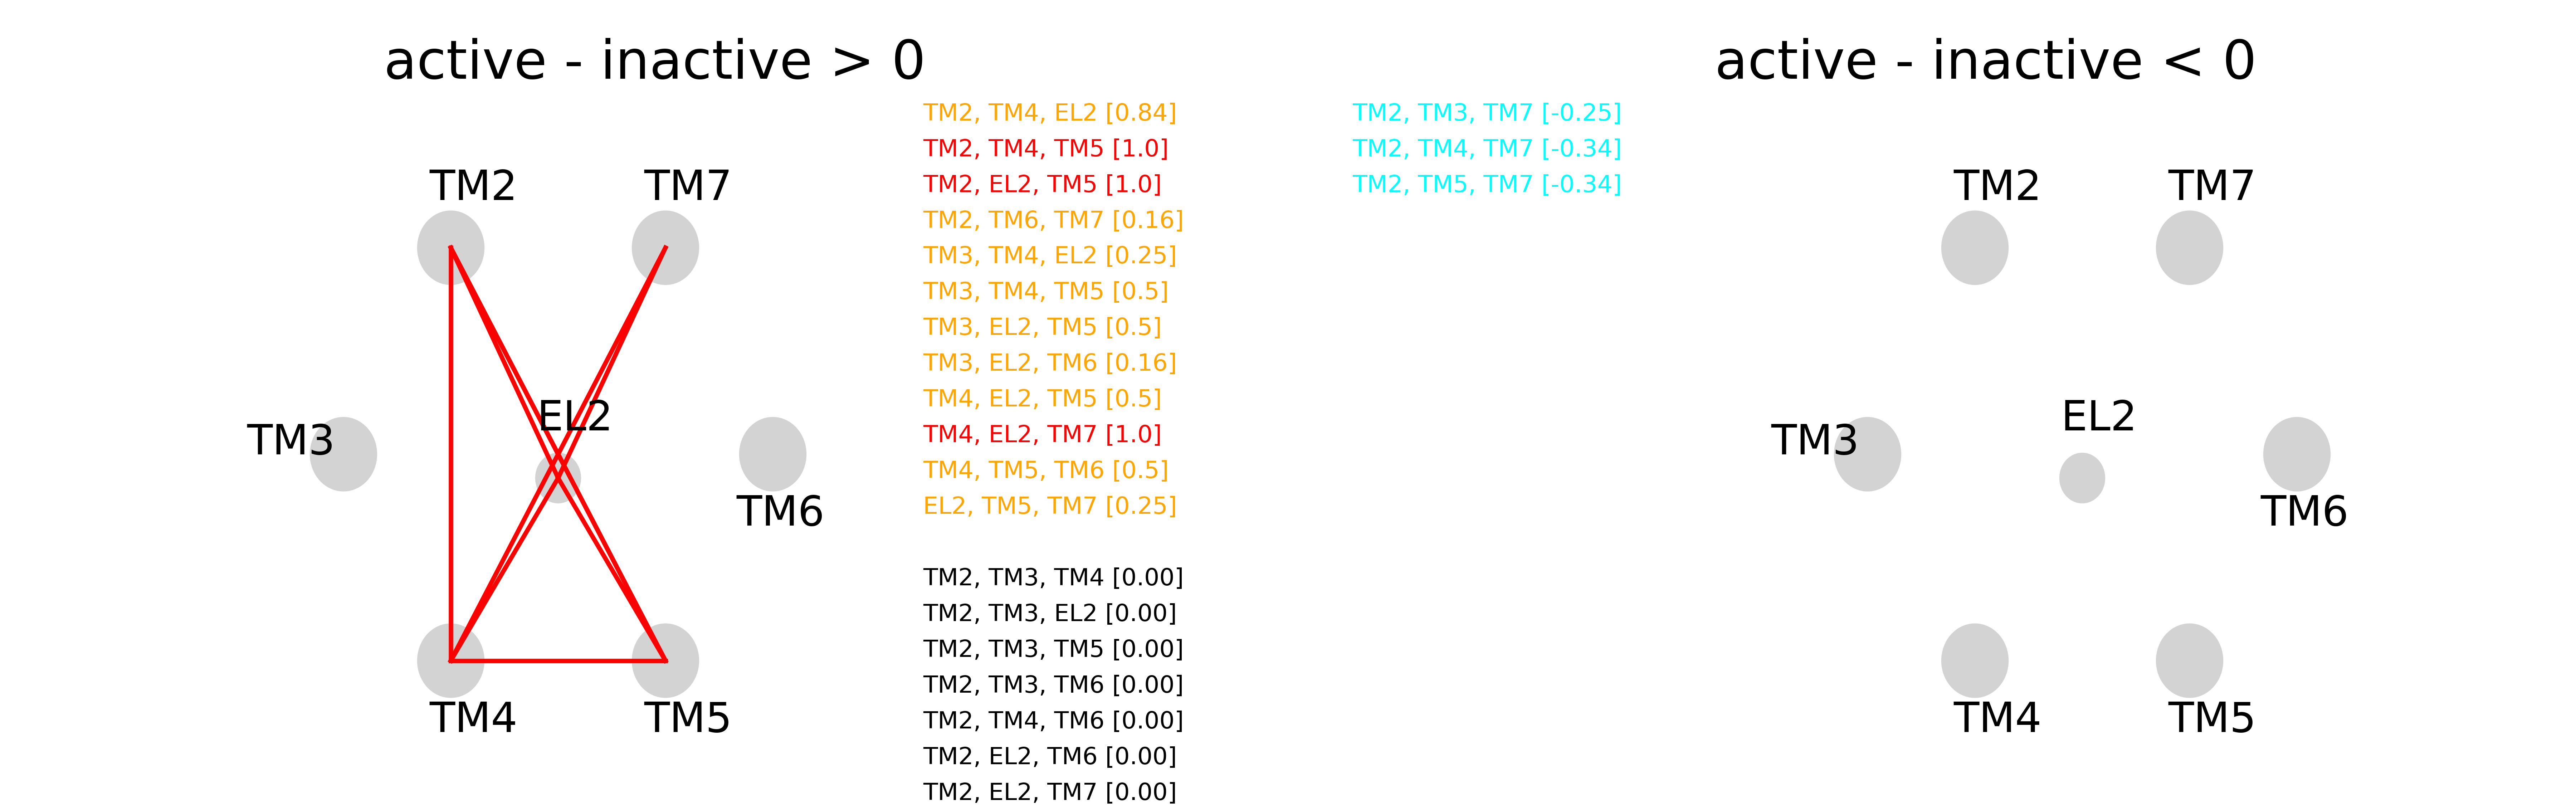 active - inactive > 0
active - inactive < 0
TM2
TM7
TM3
EL2
TM6
TM4
TM5
TM2, TM4, EL2 [0.84]
TM2, TM4, TM5 [1.0]
TM2, EL2, TM5 [1.0]
TM2, TM6, TM7 [0.16]
TM3, TM4, EL2 [0.25]
TM3, TM4, TM5 [0.5]
TM3, EL2, TM5 [0.5]
TM3, EL2, TM6 [0.16]
TM4, EL2, TM5 [0.5]
TM4, EL2, TM7 [1.0]
TM4, TM5, TM6 [0.5]
EL2, TM5, TM7 [0.25]
TM2, TM3, TM4 [0.00]
TM2, TM3, EL2 [0.00]
TM2, TM3, TM5 [0.00]
TM2, TM3, TM6 [0.00]
TM2, TM4, TM6 [0.00]
TM2, EL2, TM6 [0.00]
TM2, EL2, TM7 [0.00]
TM2, TM3, TM7 [-0.25]
TM2, TM4, TM7 [-0.34]
TM2, TM5, TM7 [-0.34]
TM2
TM7
TM3
EL2
TM6
TM4
TM5